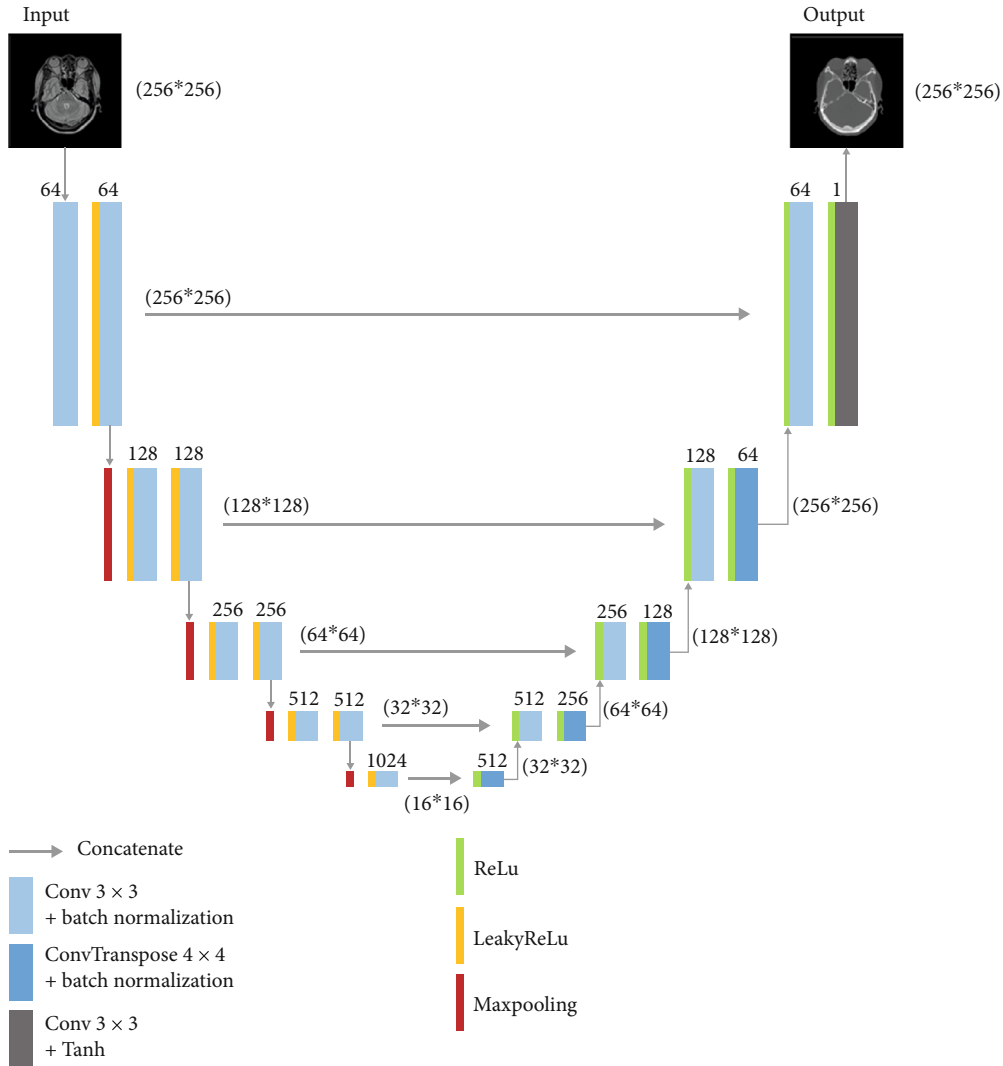 Input
Output
(256*256)
(256*256)
64
64
64
1
(256*256)
128
128
128
64
(128*128)
(256*256)
256
256
256
128
(64*64)
(128*128)
512
512
(32*32)
512
256
(64*64)
1024
512
(32*32)
(16*16)
Concatenate
Conv 3 × 3
+ batch normalization
ConvTranspose 4 × 4
+ batch normalization
Conv 3 × 3
+ Tanh
ReLu
LeakyReLu
Maxpooling